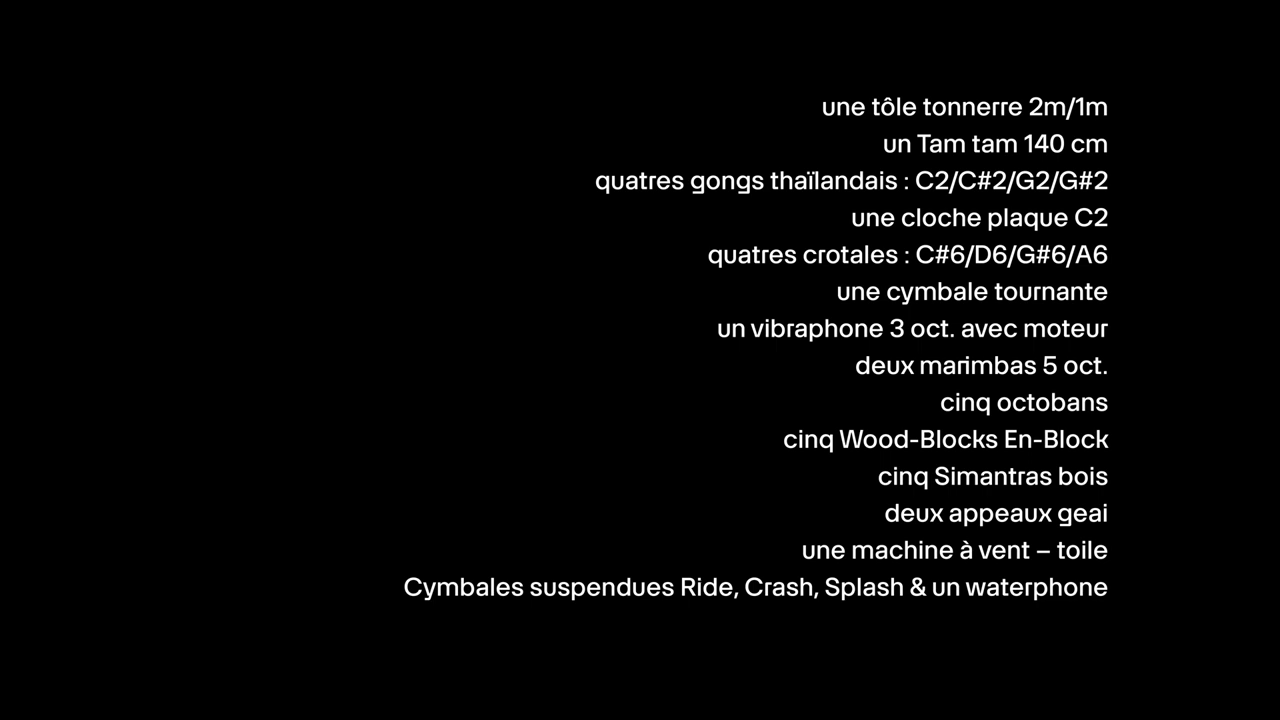 une tôle tonnerre 2m/1m
un Tam tam 140 cm
quatres gongs thaïlandais : C2/C#2/G2/G#2
une cloche plaque C2
quatres crotales : C#6/D6/G#6/A6
une cymbale tournante
un vibraphone 3 oct. avec moteur
deux marimbas 5 oct.
cinq octobans
cinq Wood-Blocks En-Block
cinq Simantras bois
deux appeaux geai
une machine à vent – toile
Cymbales suspendues Ride, Crash, Splash & un waterphone